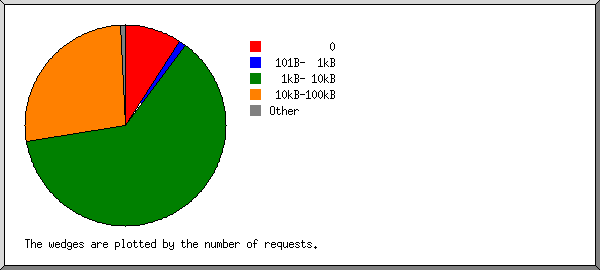 0
101B- 1kB
1kB- 10kB
10kB-100kB
Other
The wedges are plotted by the number of requests.